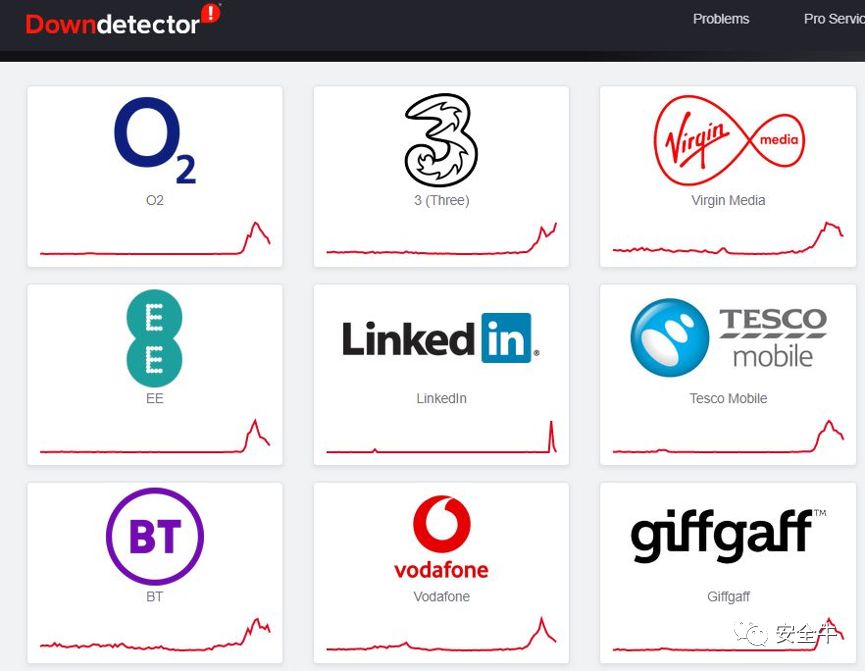 Downdetector
!
Problems
Pro Servic
O2
3
Virgin media
O2
3 (Three)
Virgin Media
E
E
Linked in
TESCO
mobile
EE
LinkedIn
Tesco Mobile
BT
vodafone
giffgaff™
BT
Vodafone
Giffgaff
安全牛